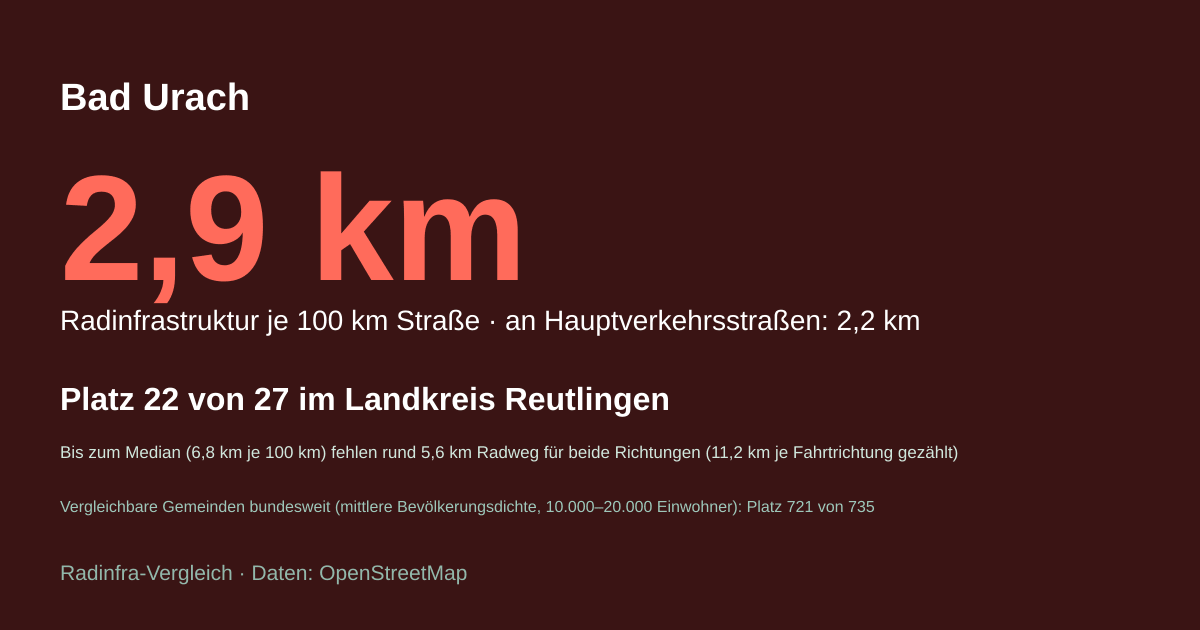 Bad Urach
2,9 km
Radinfrastruktur je 100 km Straße · an Hauptverkehrsstraßen: 2,2 km
Platz 22 von 27 im Landkreis Reutlingen
Bis zum Median (6,8 km je 100 km) fehlen rund 5,6 km Radweg für beide Richtungen (11,2 km je Fahrtrichtung gezählt)
Vergleichbare Gemeinden bundesweit (mittlere Bevölkerungsdichte, 10.000–20.000 Einwohner): Platz 721 von 735
Radinfra-Vergleich · Daten: OpenStreetMap